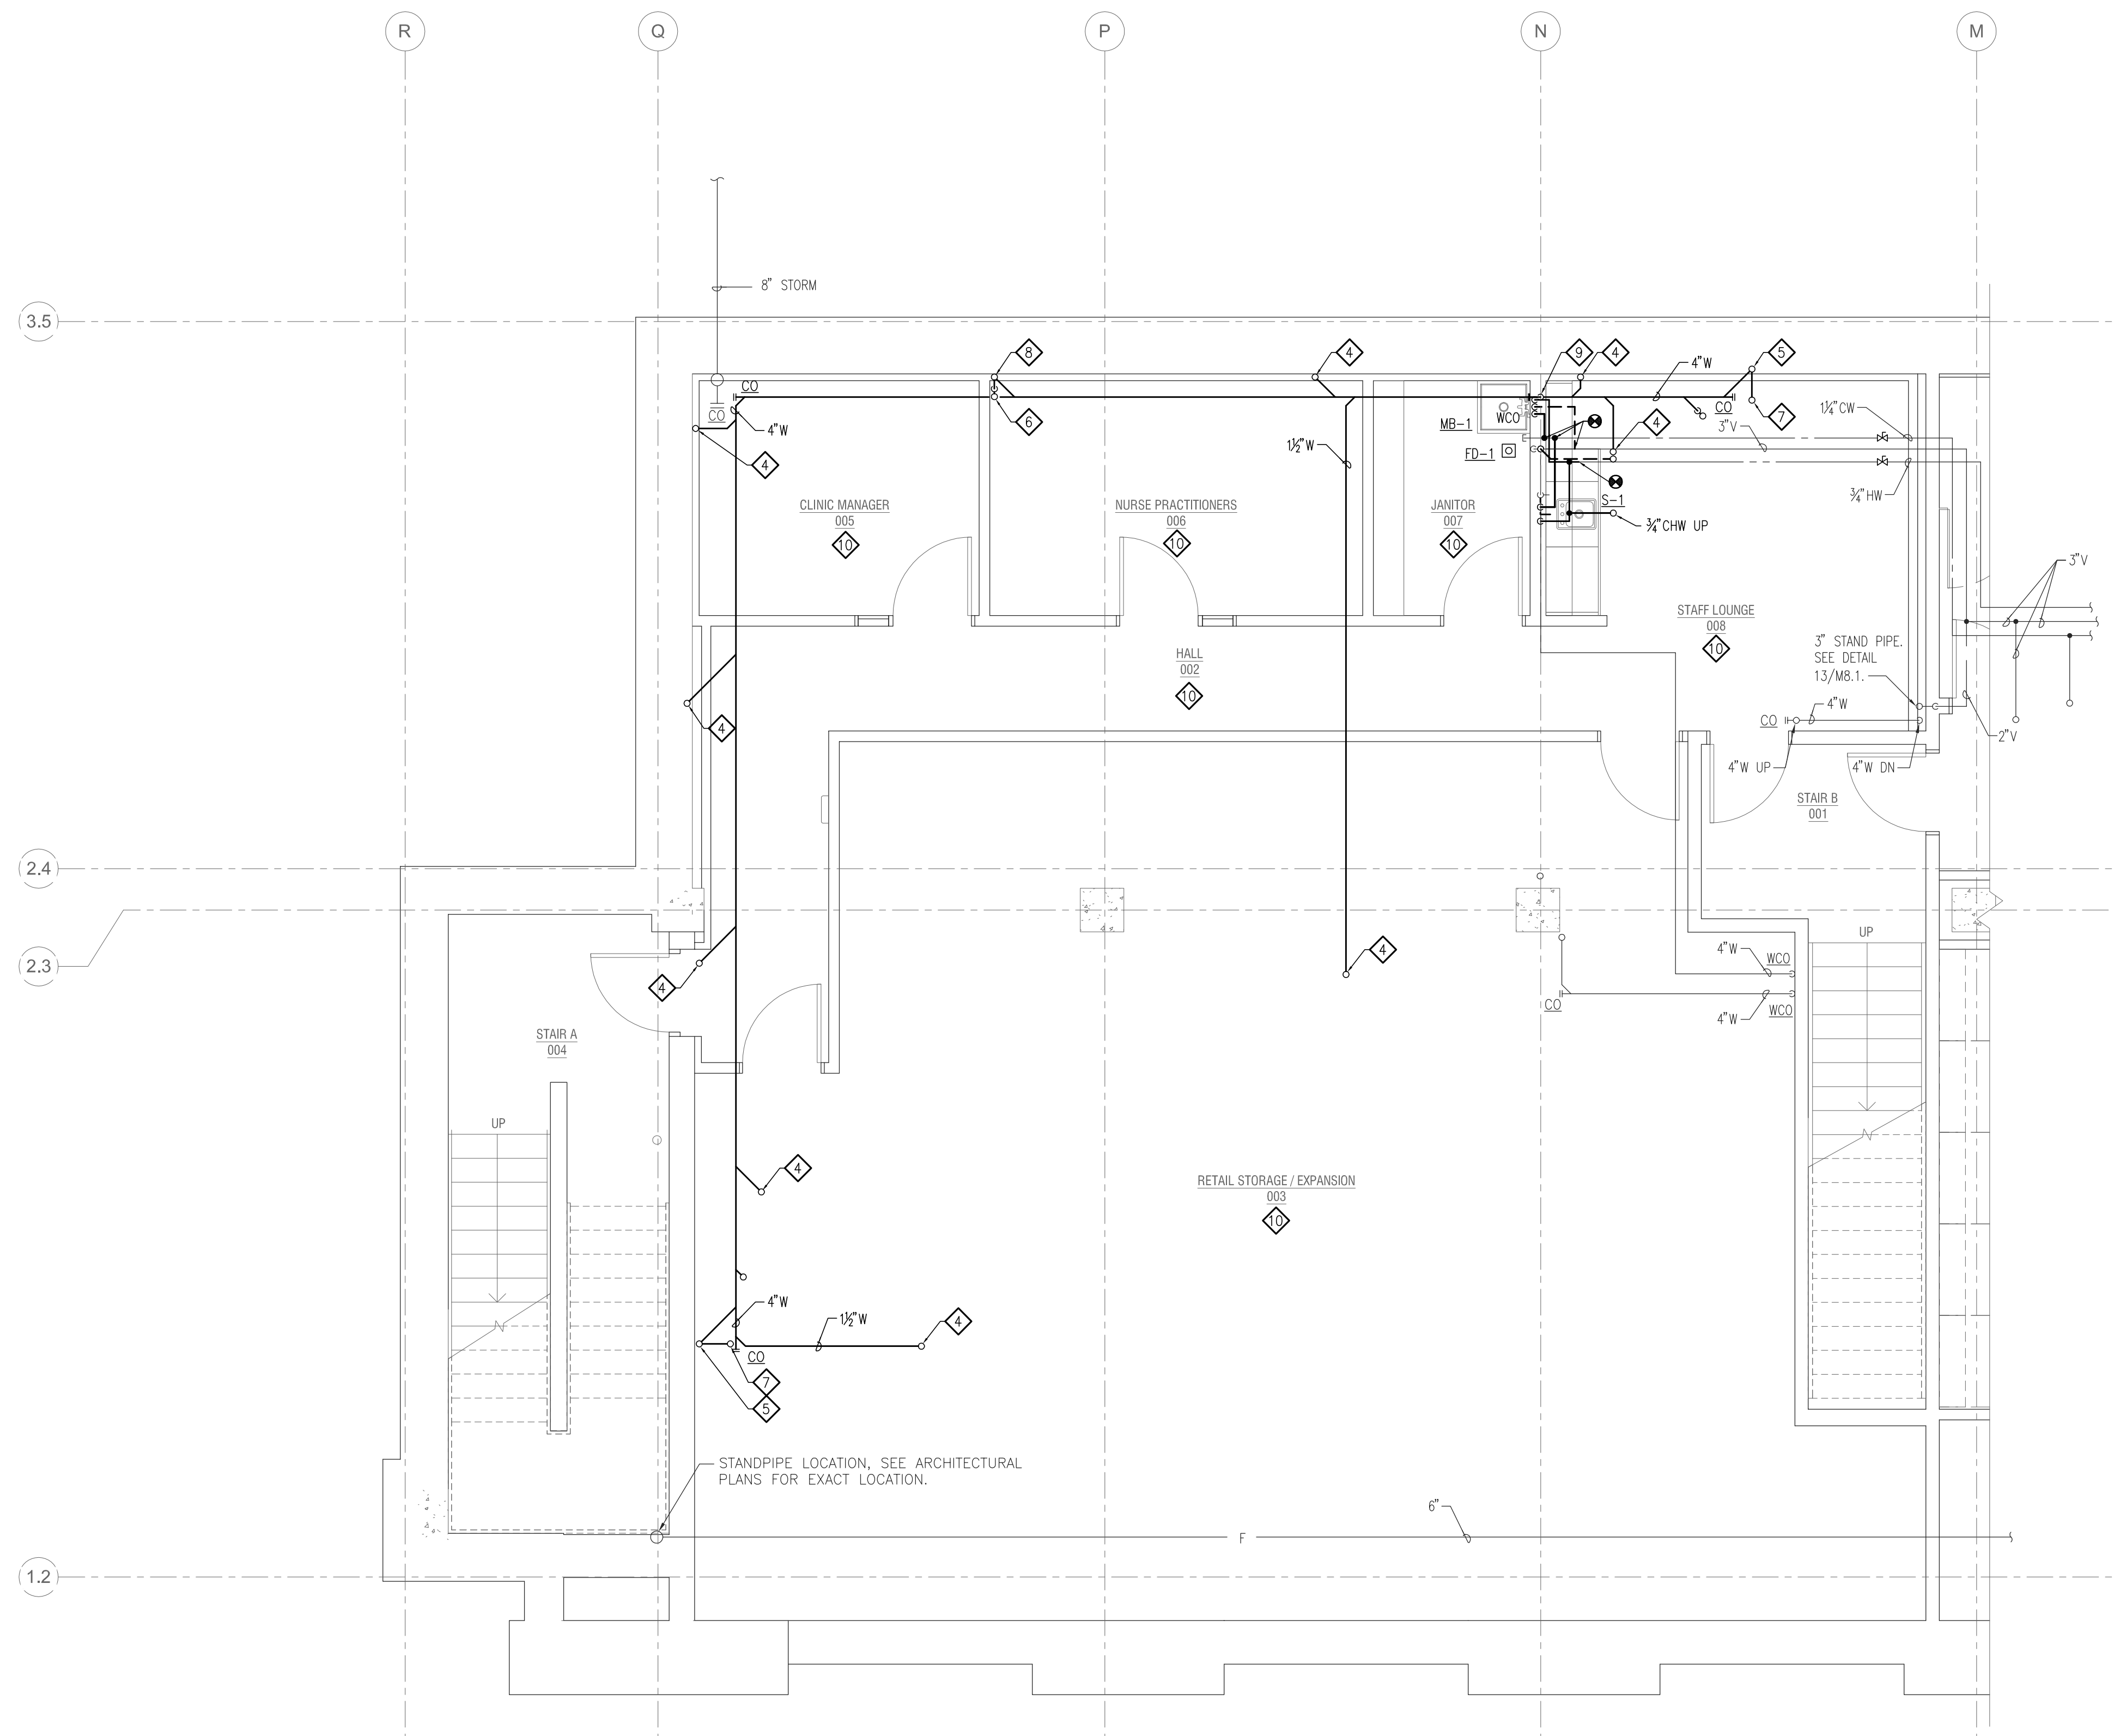 R
Q
P
N
M
8" STORM
3.5
8
4
9
4
4"W
5
CO
CO
4"W
6
WCO
CO
7
1¼"CW
3"V
MB-1
4
4
1½"W
FD-1
¾"HW
CLINIC MANAGER
005
10
NURSE PRACTITIONERS
006
10
JANITOR
007
10
S-1
¾"CHW UP
3"V
STAFF LOUNGE
008
10
3" STAND PIPE.
SEE DETAIL
13/M8.1.
HALL
002
10
4
4"W
CO
2"V
4"W UP
4"W DN
STAIR B
001
2.4
UP
4
4"W
WCO
2.3
4
CO
4"W
WCO
STAIR A
004
UP
4
RETAIL STORAGE / EXPANSION
003
10
4"W
1½"W
4
CO
7
5
STANDPIPE LOCATION, SEE ARCHITECTURAL
PLANS FOR EXACT LOCATION.
6"
F
1.2